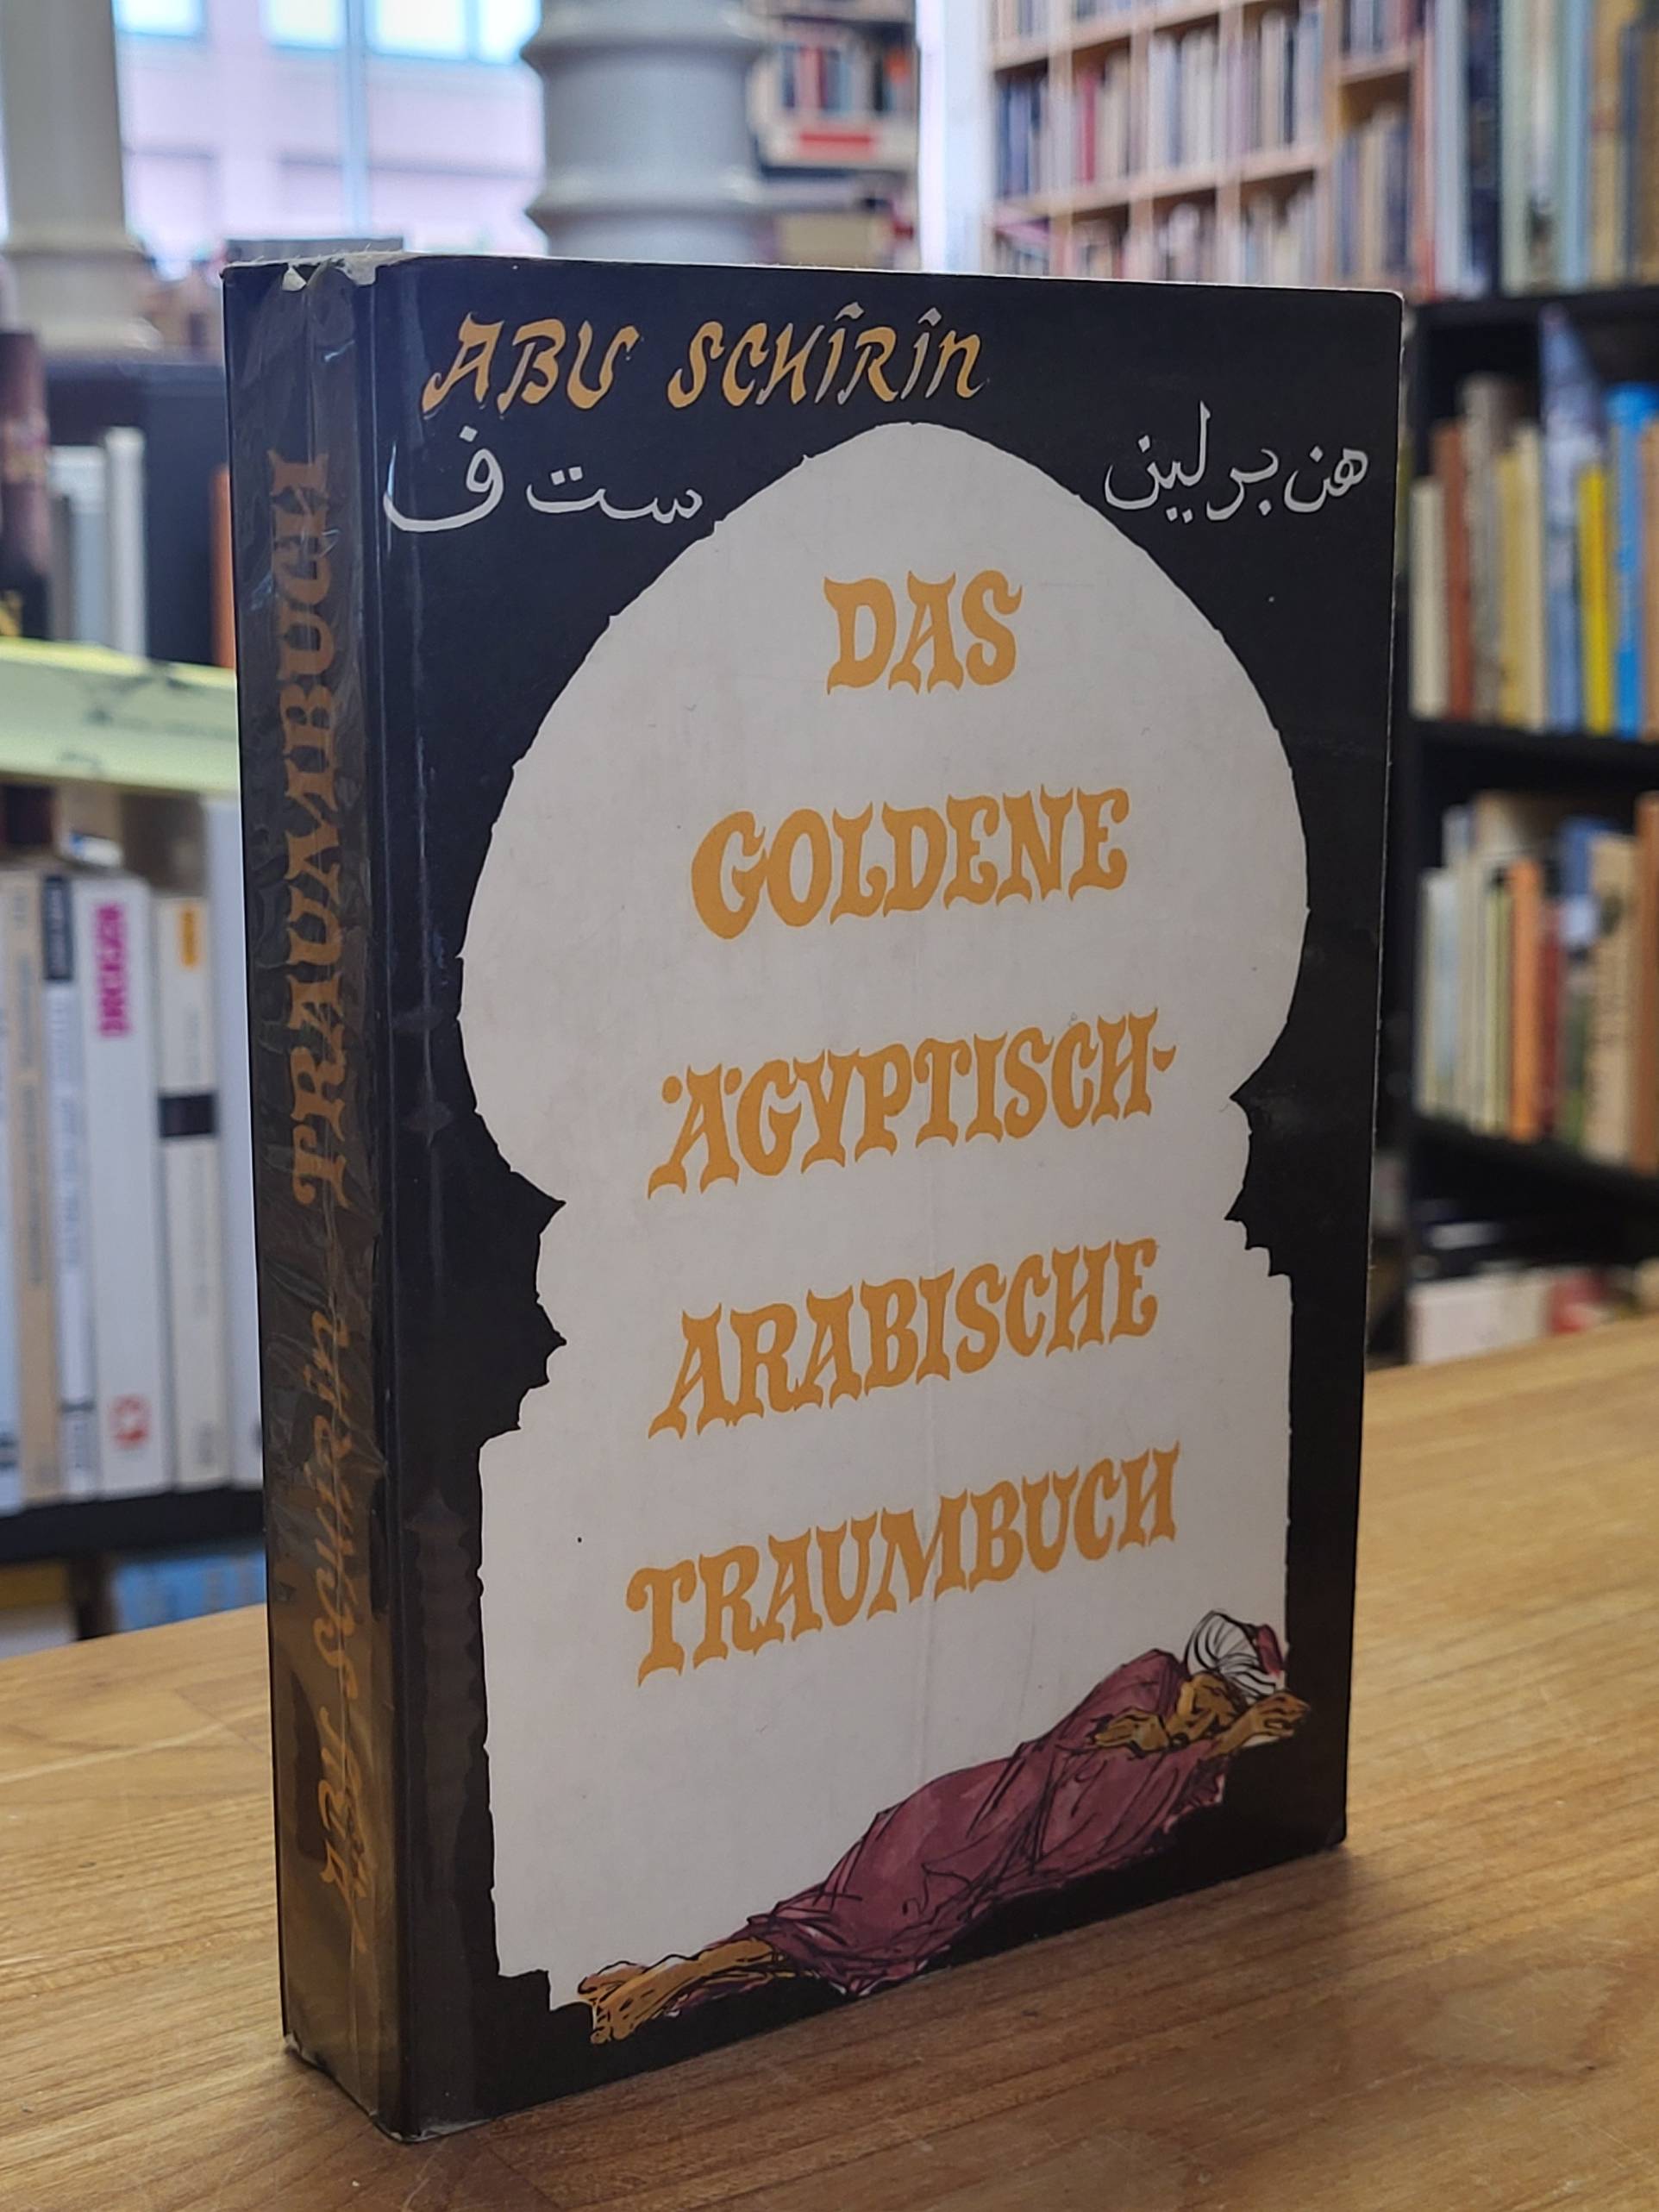 ABU SCHÎRÎN
هن برلين
ست ف
DAS
GOLDENE
ÄGYPTISCH-
ARABISCHE
TRAUMBUCH
ABU SCHÎRÎN TRAUMBUCH